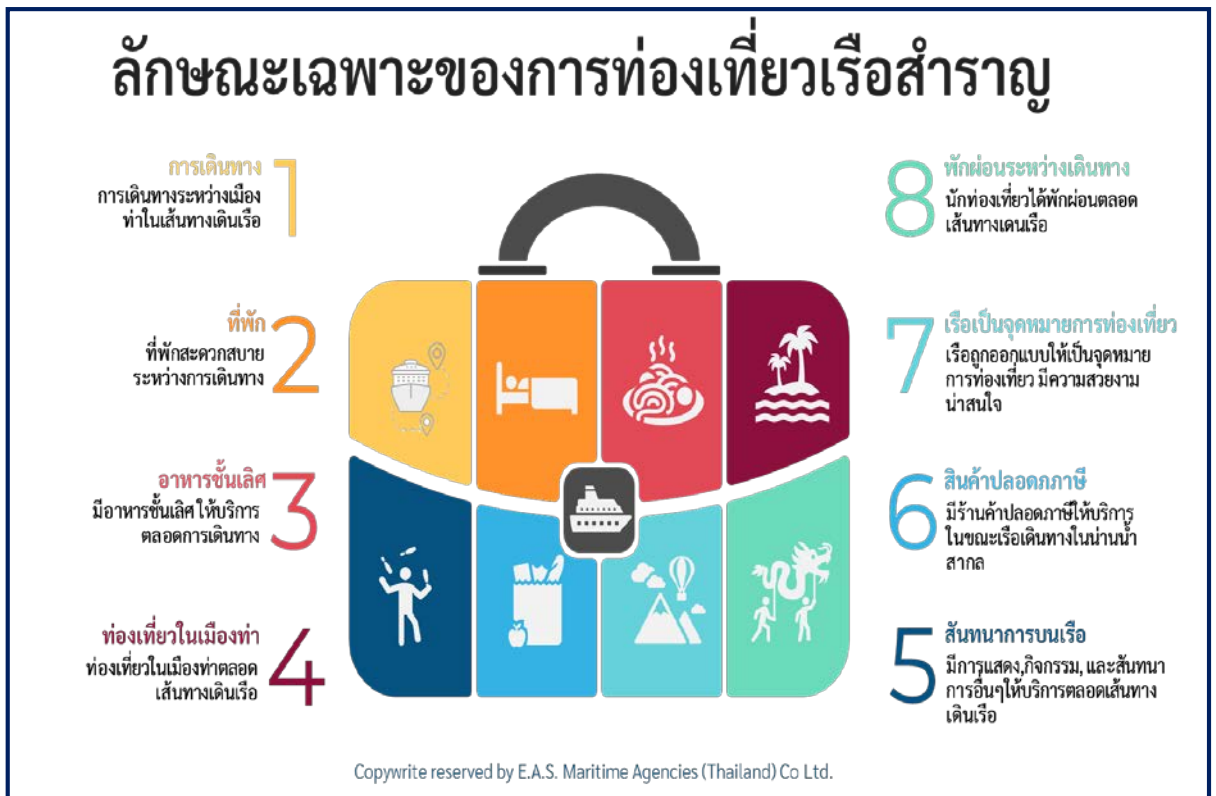 ลักษณะเฉพาะของการท่องเที่ยวเรือสำราญ
1
การเดินทาง
การเดินทางระหว่างเมือง
ท่าในเส้นทางเดินเรือ
2
ที่พัก
ที่พักสะดวกสบาย
ระหว่างการเดินทาง
3
อาหารชั้นเลิศ
มีอาหารชั้นเลิศให้บริการ
ตลอดการเดินทาง
4
ท่องเที่ยวในเมืองท่า
ท่องเที่ยวในเมืองท่าตลอด
เส้นทางเดินเรือ
8
พักผ่อนระหว่างเดินทาง
นักท่องเที่ยวได้พักผ่อนตลอด
เส้นทางเดนเรือ
7
เรือเป็นจุดหมายการท่องเที่ยว
เรือถูกออกแบบให้เป็นจุดหมาย
การท่องเที่ยว มีความสวยงาม
น่าสนใจ
6
สินค้าปลอดกภาษี
มีร้านค้าปลอดภาษีให้บริการ
ในขณะเรือเดินทางในน่านน้ำ
สากล
5
สันทนาการบนเรือ
มีการแสดง,กิจกรรม, และสันทนา
การอื่นๆให้บริการตลอดเส้นทาง
เดินเรือ
Copywrite reserved by E.A.S. Maritime Agencies (Thailand) Co Ltd.